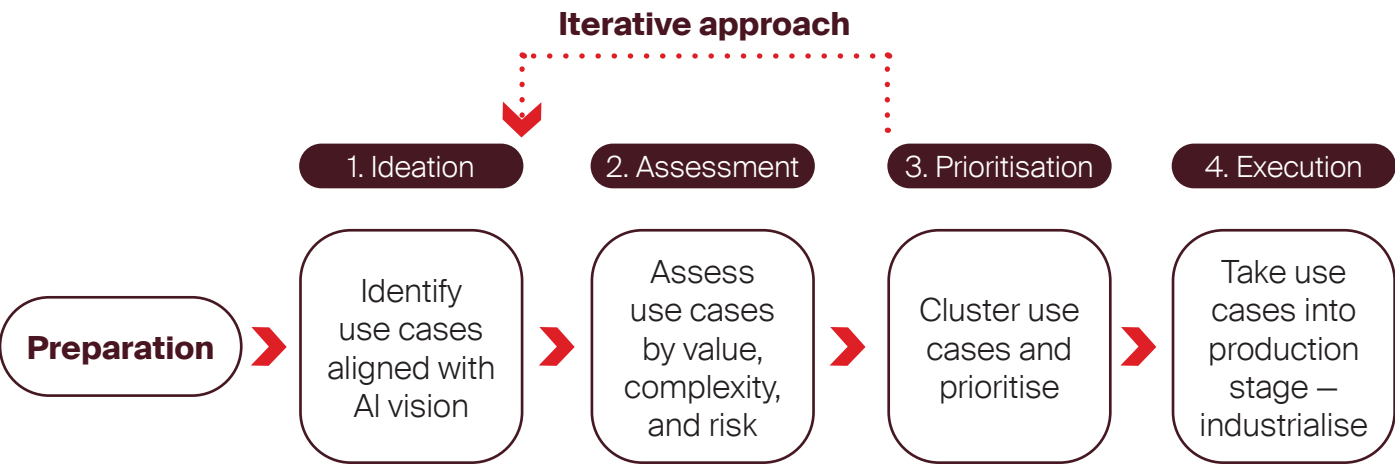 Iterative approach
1. Ideation
2. Assessment
3. Prioritisation
4. Execution
Preparation
Identify
use cases
aligned with
AI vision
Assess
use cases
by value,
complexity,
and risk
Cluster use
cases and
prioritise
Take use
cases into
production
stage —
industrialise